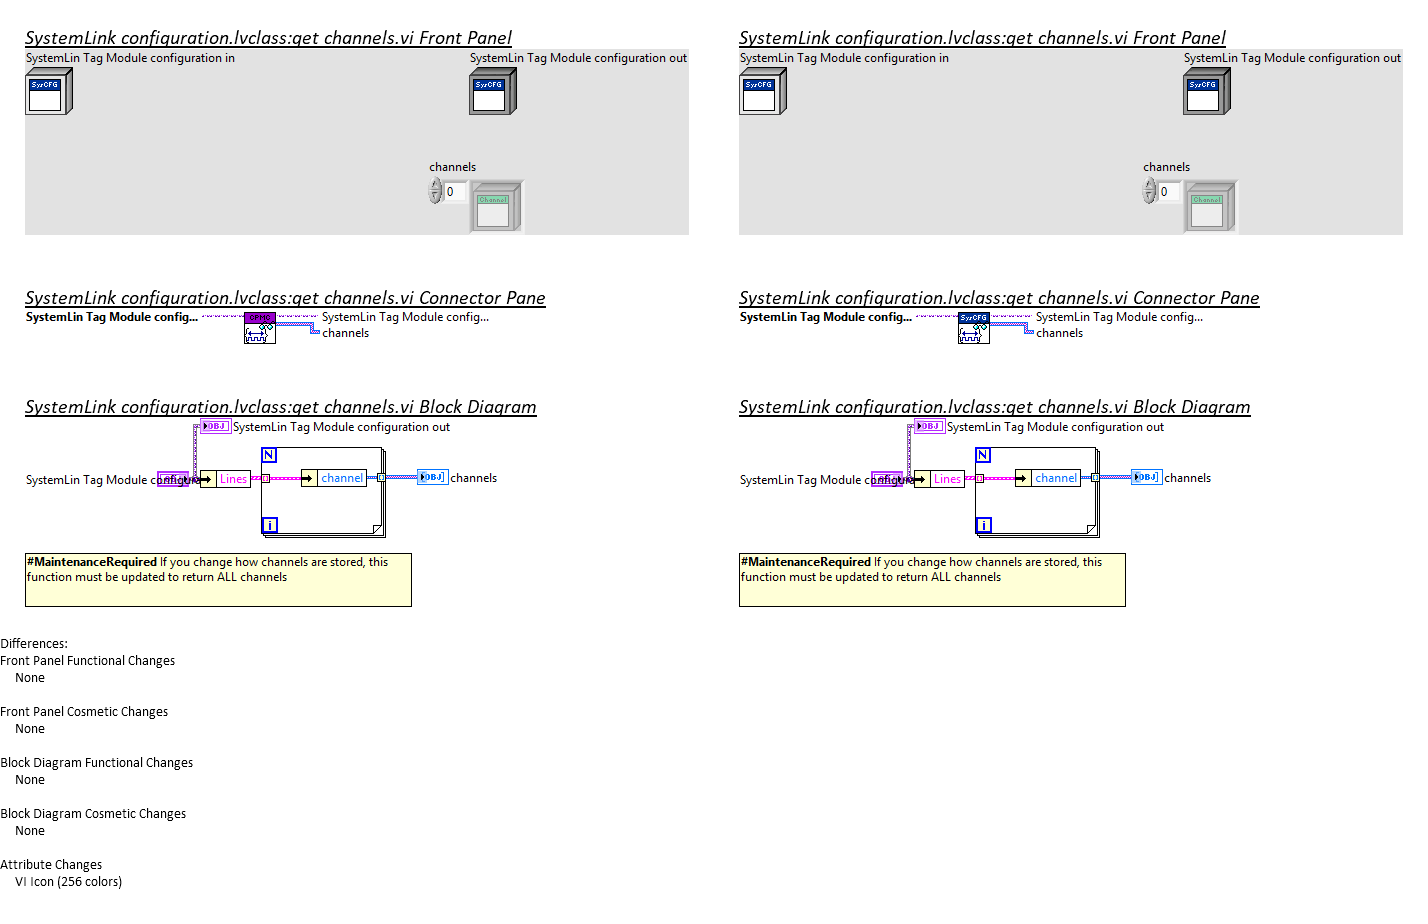 SystemLink configuration.lvclass:get channels.vi Front Panel
SystemLin Tag Module configuration in
SystemLin Tag Module configuration out
SysCFG
SysCFG
channels
0
Channel
SystemLink configuration.lvclass:get channels.vi Connector Pane
SystemLin Tag Module config...
SystemLin Tag Module config...
channels
SystemLink configuration.lvclass:get channels.vi Block Diagram
OBJ
SystemLin Tag Module configuration out
N
SystemLin Tag Module
Lines
channel
OBJ
channels
i
#MaintenanceRequired If you change how channels are stored, this
function must be updated to return ALL channels
SystemLink configuration.lvclass:get channels.vi Front Panel
SystemLin Tag Module configuration in
SystemLin Tag Module configuration out
SysCFG
SysCFG
channels
0
Channel
SystemLink configuration.lvclass:get channels.vi Connector Pane
SystemLin Tag Module config...
SysCFG
SystemLin Tag Module config...
channels
SystemLink configuration.lvclass:get channels.vi Block Diagram
OBJ
SystemLin Tag Module configuration out
N
SystemLin Tag Module
Lines
channel
OBJ
channels
i
#MaintenanceRequired If you change how channels are stored, this
function must be updated to return ALL channels
Differences:
Front Panel Functional Changes
None
Front Panel Cosmetic Changes
None
Block Diagram Functional Changes
None
Block Diagram Cosmetic Changes
None
Attribute Changes
VI Icon (256 colors)